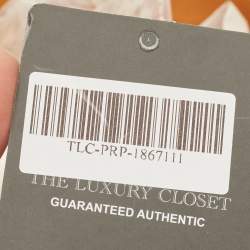 TLC-PRP-1867111
THE LUXURY CLOSET
GUARANTEED AUTHENTIC